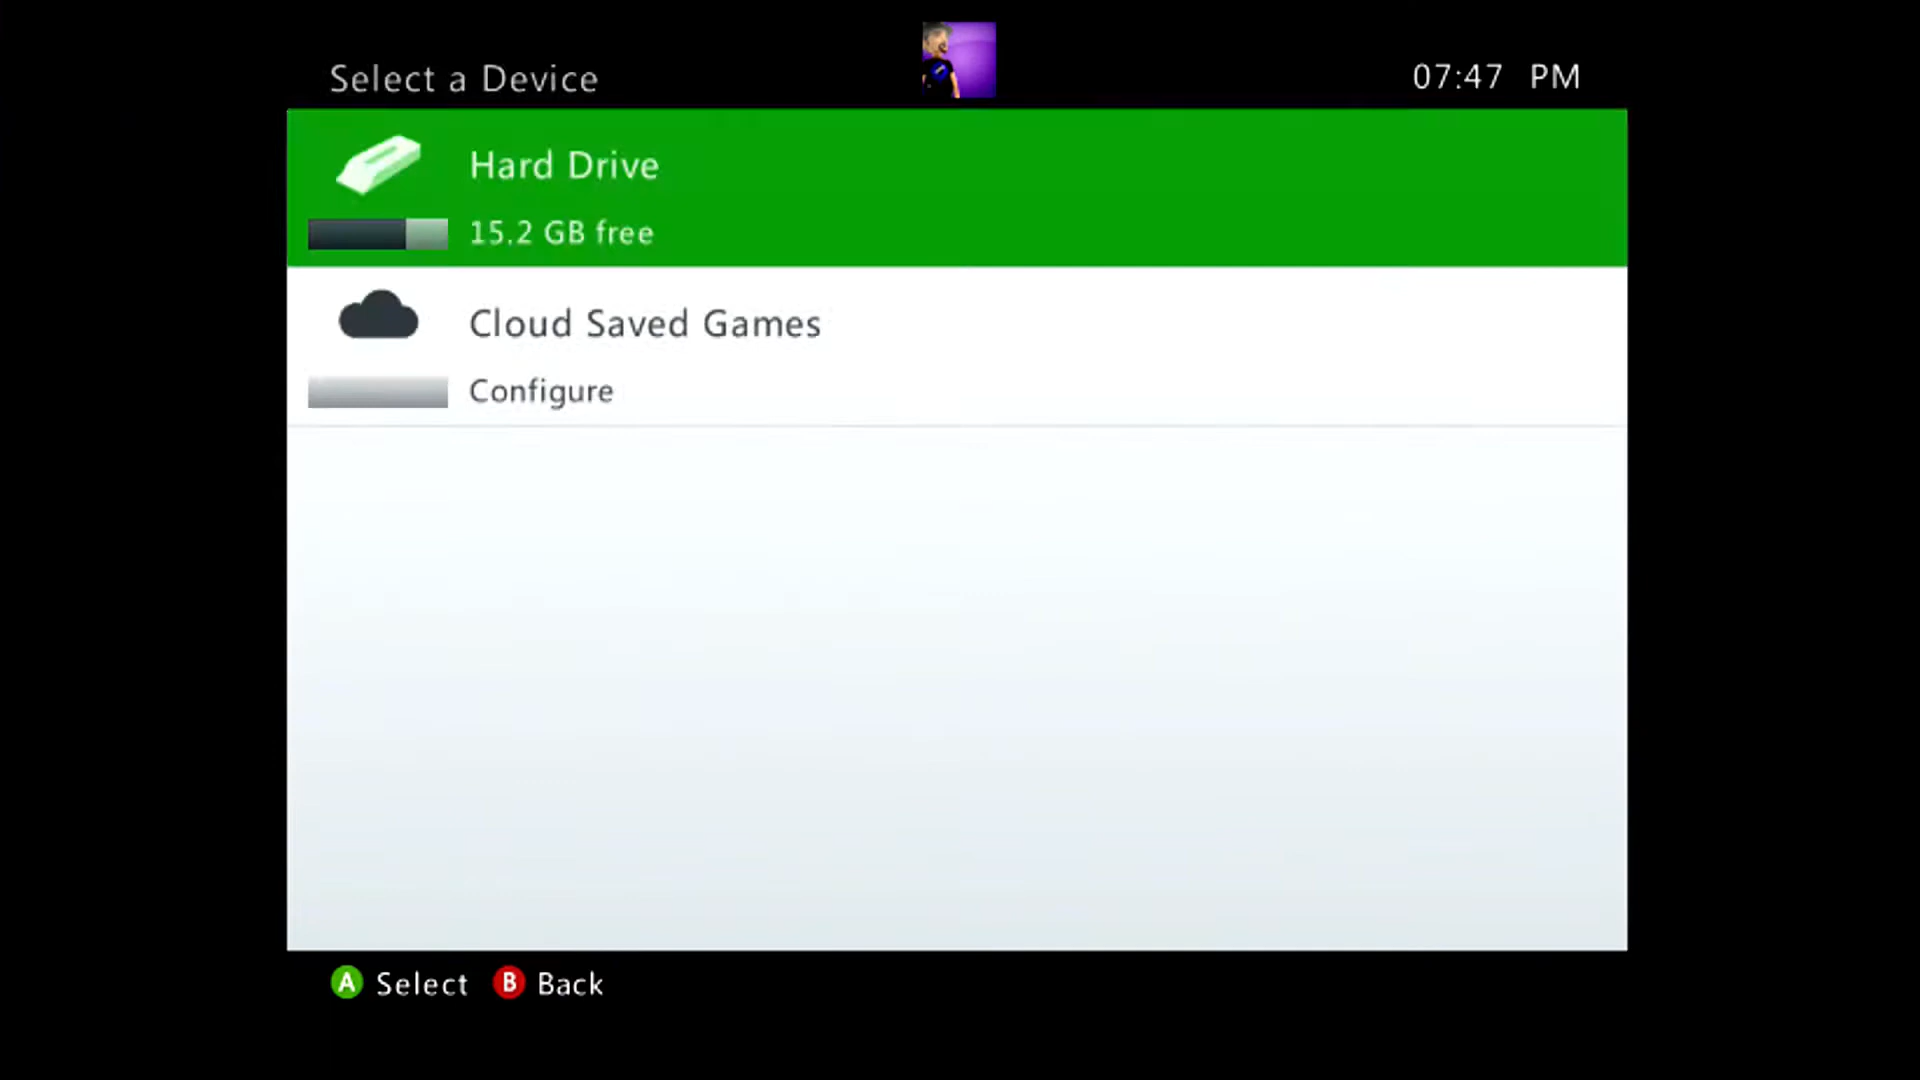 Select a Device
07:47 PM
Hard Drive
15.2 GB free
Cloud Saved Games
Configure
A Select B Back